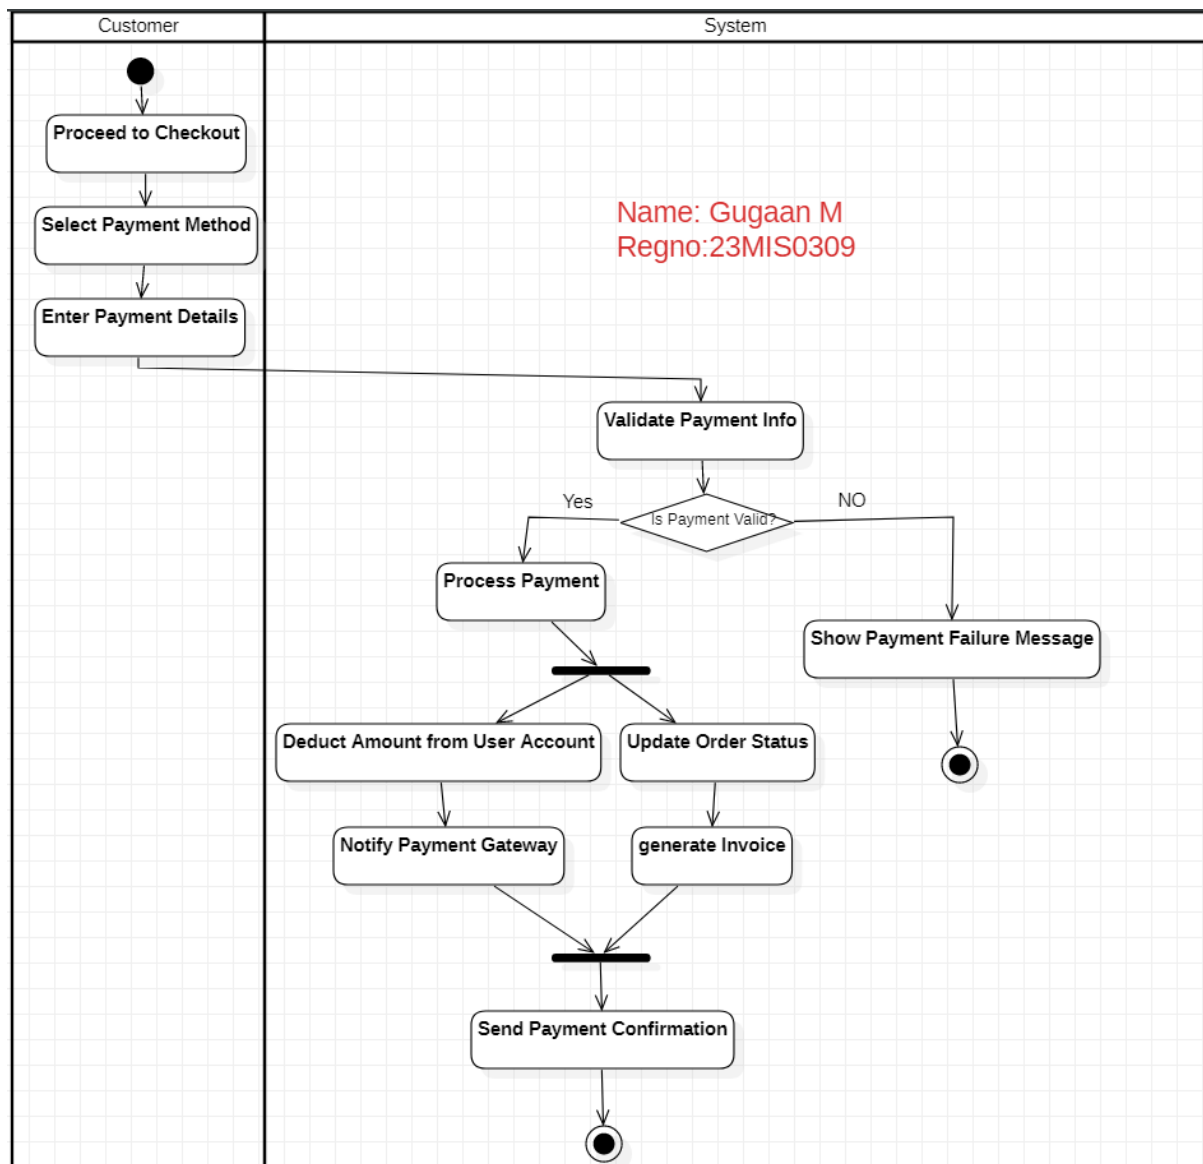 Customer
System
Proceed to Checkout
Select Payment Method
Name: Gugaan M
Regno:23MIS0309
Enter Payment Details
Validate Payment Info
Yes
Is Payment Valid?
NO
Process Payment
Show Payment Failure Message
Deduct Amount from User Account
Update Order Status
Notify Payment Gateway
generate Invoice
Send Payment Confirmation